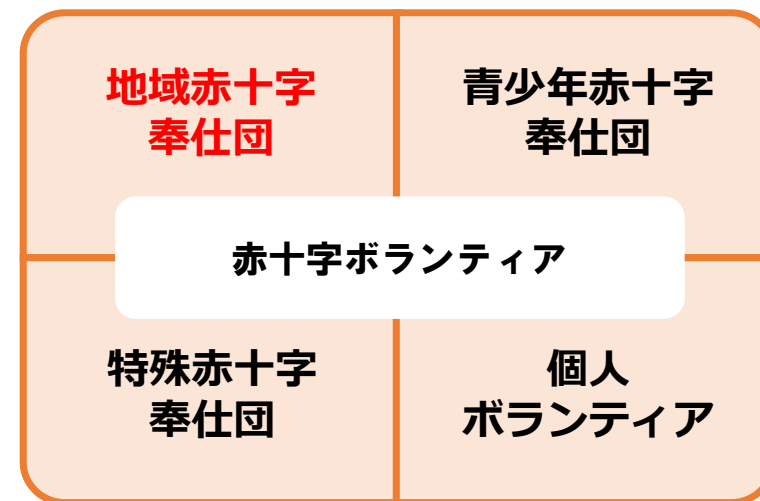 地域赤十字
奉仕団
青少年赤十字
奉仕団
赤十字ボランティア
特殊赤十字
奉仕団
個人
ボランティア